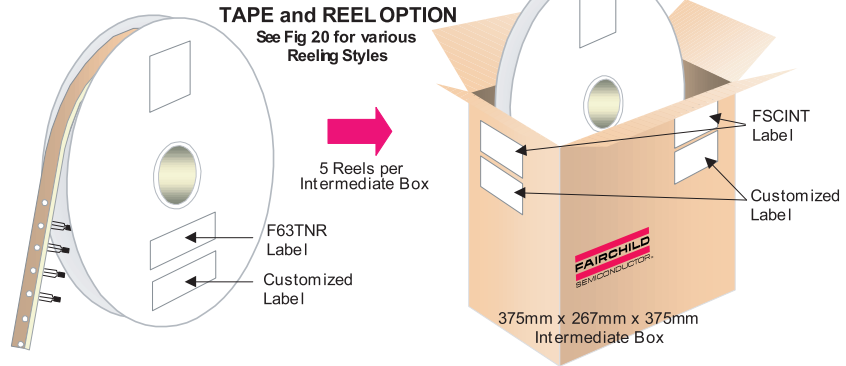 TAPE and REEL OPTION
See Fig 20 for various
Reeling Styles
5 Reels per
Intermediate Box
F63TNR
Label
Customized
Label
FSCINT
Label
Customized
Label
FAIRCHILD
SEMICONDUCTOR™
375mm x 267mm x 375mm
Intermediate Box